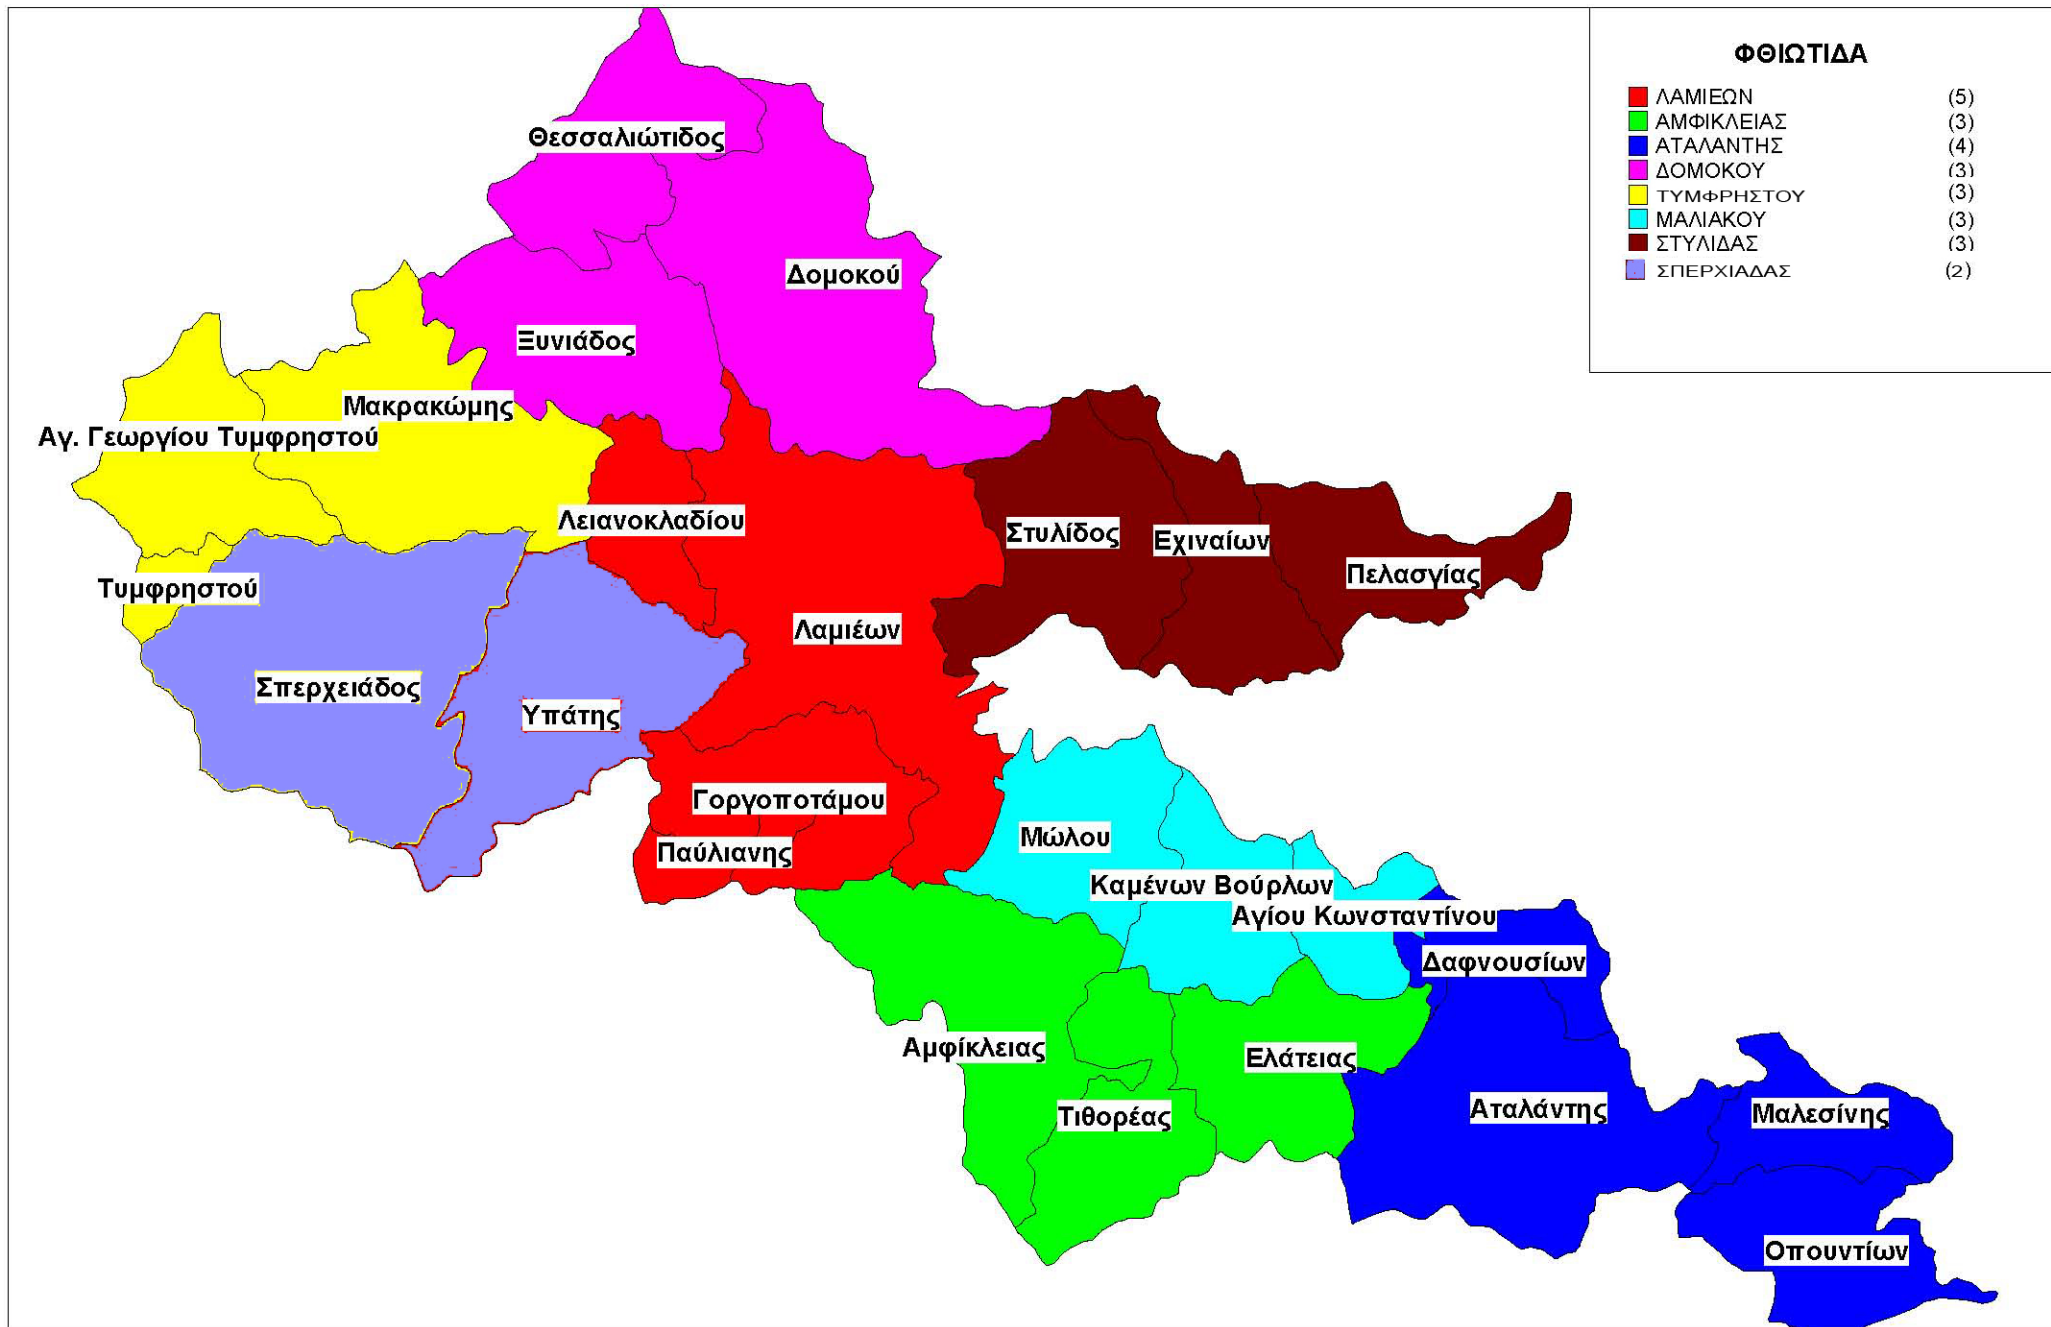 ΦΘΙΩΤΙΔΑ
ΛΑΜΙΕΩΝ (5)
ΑΜΦΙΚΛΕΙΑΣ (3)
ΑΤΑΛΑΝΤΗΣ (4)
ΔΟΜΟΚΟΥ (3)
ΤΥΜΦΡΗΣΤΟΥ (3)
ΜΑΛΙΑΚΟΥ (3)
ΣΤΥΛΙΔΑΣ (3)
ΣΠΕΡΧΙΑΔΑΣ (2)
Θεσσαλιώτιδος
Δομοκού
Ξυνιάδος
Μακρακώμης
Αγ. Γεωργίου Τυμφρηστού
Λειανοκλαδίου
Στυλίδος
Εχιναίων
Πελασγίας
Τυμφρηστού
Λαμιέων
Σπερχειάδος
Υπάτης
Γοργοποτάμου
Μώλου
Παύλιανης
Καμένων Βούρλων
Αγίου Κωνσταντίνου
Δαφνουσίων
Αμφίκλειας
Ελάτειας
Τιθορέας
Αταλάντης
Μαλεσίνης
Οπουντίων